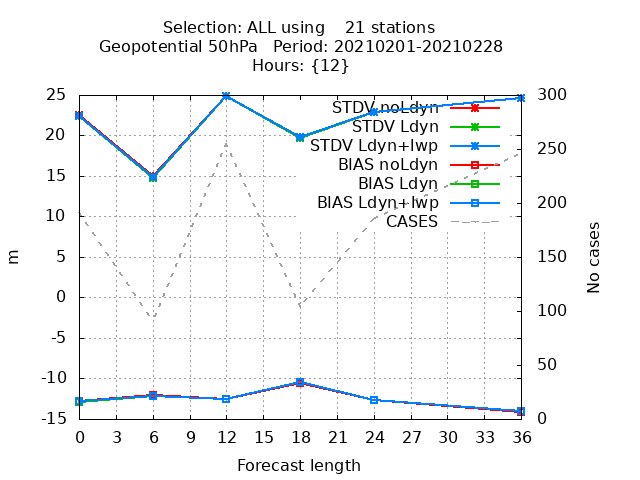 Selection: ALL using    21 stations
Geopotential 50hPa   Period: 20210201-20210228
Hours: {12}
25
20
15
10
5
0
-5
-10
-15
m
300
250
200
150
100
50
0
No cases
STDV noLdyn
STDV Ldyn
STDV Ldyn+lwp
BIAS noLdyn
BIAS Ldyn
BIAS Ldyn+lwp
CASES
0 3 6 9 12 15 18 21 24 27 30 33 36
Forecast length